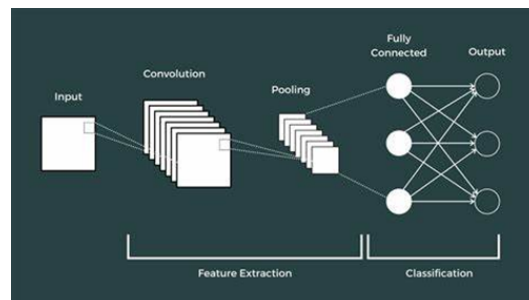 Fully
Connected
Output
Convolution
Pooling
Input
Feature Extraction
Classification